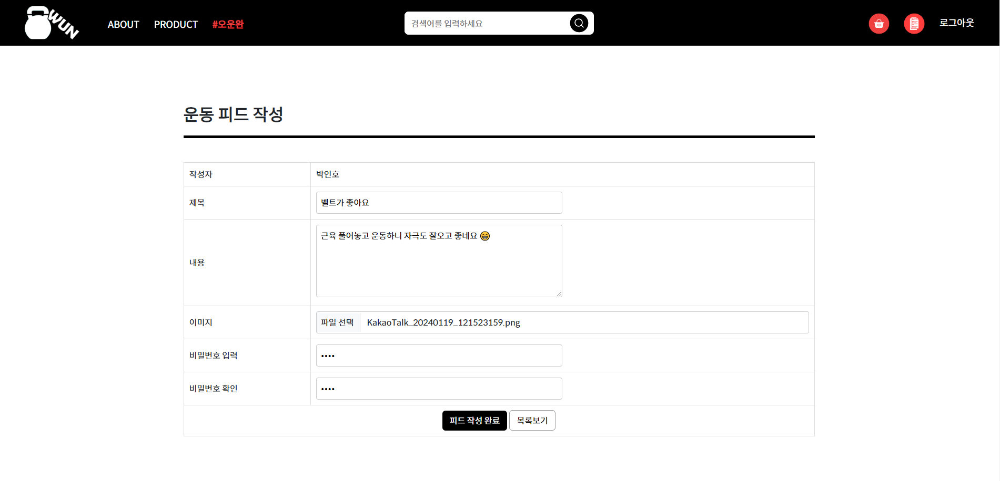 WUN
ABOUT PRODUCT #오운완 검색어를 입력하세요 로그아웃
운동 피드 작성
작성자 박인호
제목 벨트가 좋아요
내용 근육 풀어놓고 운동하니 자극도 잘오고 좋네요 😁
이미지 파일 선택 KakaoTalk_20240119_121523159.png
비밀번호 입력 ••••
비밀번호 확인 ••••
피드 작성 완료 목록보기